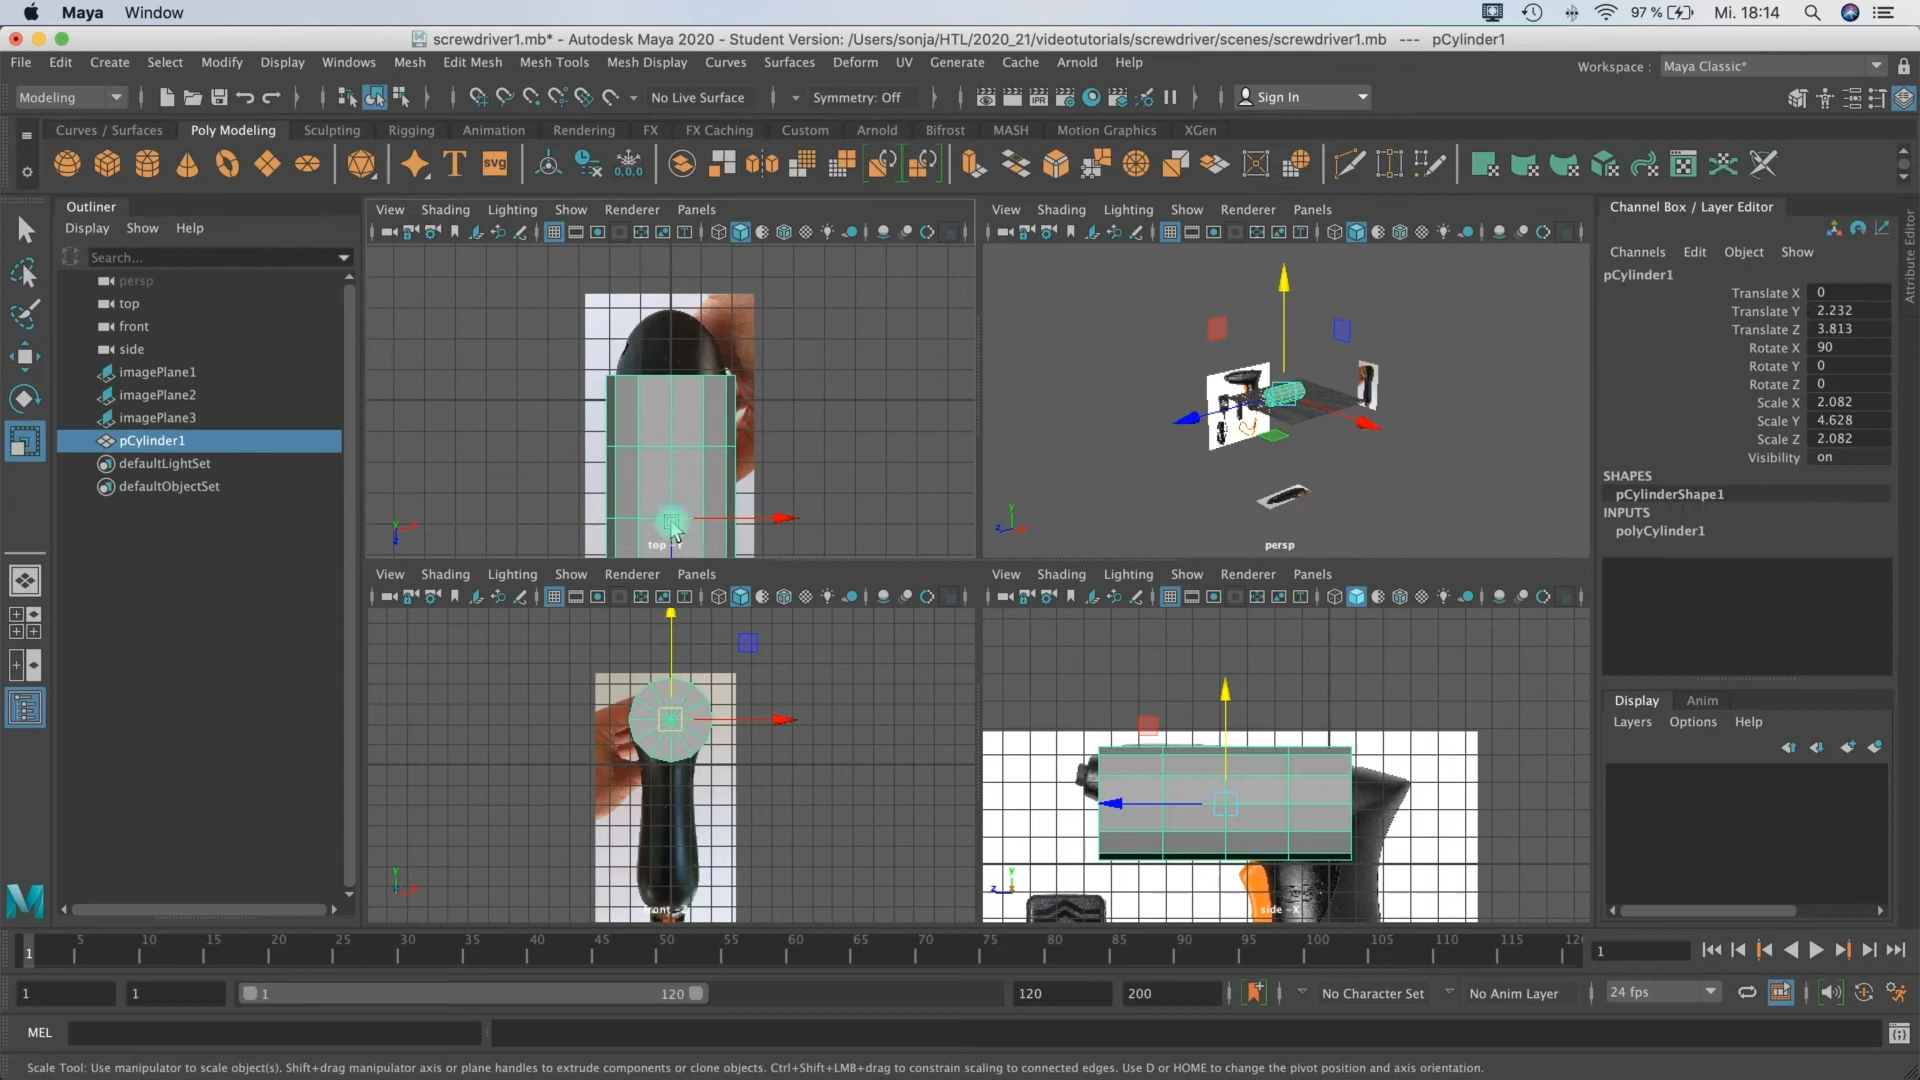 Maya Window 97 % Mi. 18:14
screwdriver1.mb* - Autodesk Maya 2020 - Student Version: /Users/sonja/HTL/2020_21/videotutorials/screwdriver/scenes/screwdriver1.mb --- pCylinder1
File Edit Create Select Modify Display Windows Mesh Edit Mesh Mesh Tools Mesh Display Curves Surfaces Deform UV Generate Cache Arnold Help Workspace : Maya Classic*
Modeling No Live Surface Symmetry: Off IPR Sign In
Curves / Surfaces Poly Modeling Sculpting Rigging Animation Rendering FX FX Caching Custom Arnold Bifrost MASH Motion Graphics XGen
T svg 0,0,0
Outliner
Display Show Help
Search...
persp
top
front
side
imagePlane1
imagePlane2
imagePlane3
pCylinder1
defaultLightSet
defaultObjectSet
View Shading Lighting Show Renderer Panels
top -Y
View Shading Lighting Show Renderer Panels
persp
View Shading Lighting Show Renderer Panels
front -Z
View Shading Lighting Show Renderer Panels
side -X
Channel Box / Layer Editor
Attribute Editor
Channels Edit Object Show
pCylinder1
Translate X 0
Translate Y 2.232
Translate Z 3.813
Rotate X 90
Rotate Y 0
Rotate Z 0
Scale X 2.082
Scale Y 4.628
Scale Z 2.082
Visibility on
SHAPES
pCylinderShape1
INPUTS
polyCylinder1
Display Anim
Layers Options Help
1 5 10 15 20 25 30 35 40 45 50 55 60 65 70 75 80 85 90 95 100 105 110 115 120 1
1 1 1 120 120 200 No Character Set No Anim Layer 24 fps
MEL
Scale Tool: Use manipulator to scale object(s). Shift+drag manipulator axis or plane handles to extrude components or clone objects. Ctrl+Shift+LMB+drag to constrain scaling to connected edges. Use D or HOME to change the pivot position and axis orientation.